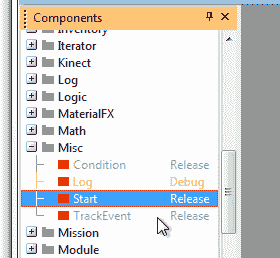 Components
Inventory
Iterator
Kinect
Log
Logic
MaterialFX
Math
Misc
Condition Release
Log Debug
Start Release
TrackEvent Release
Mission
Module